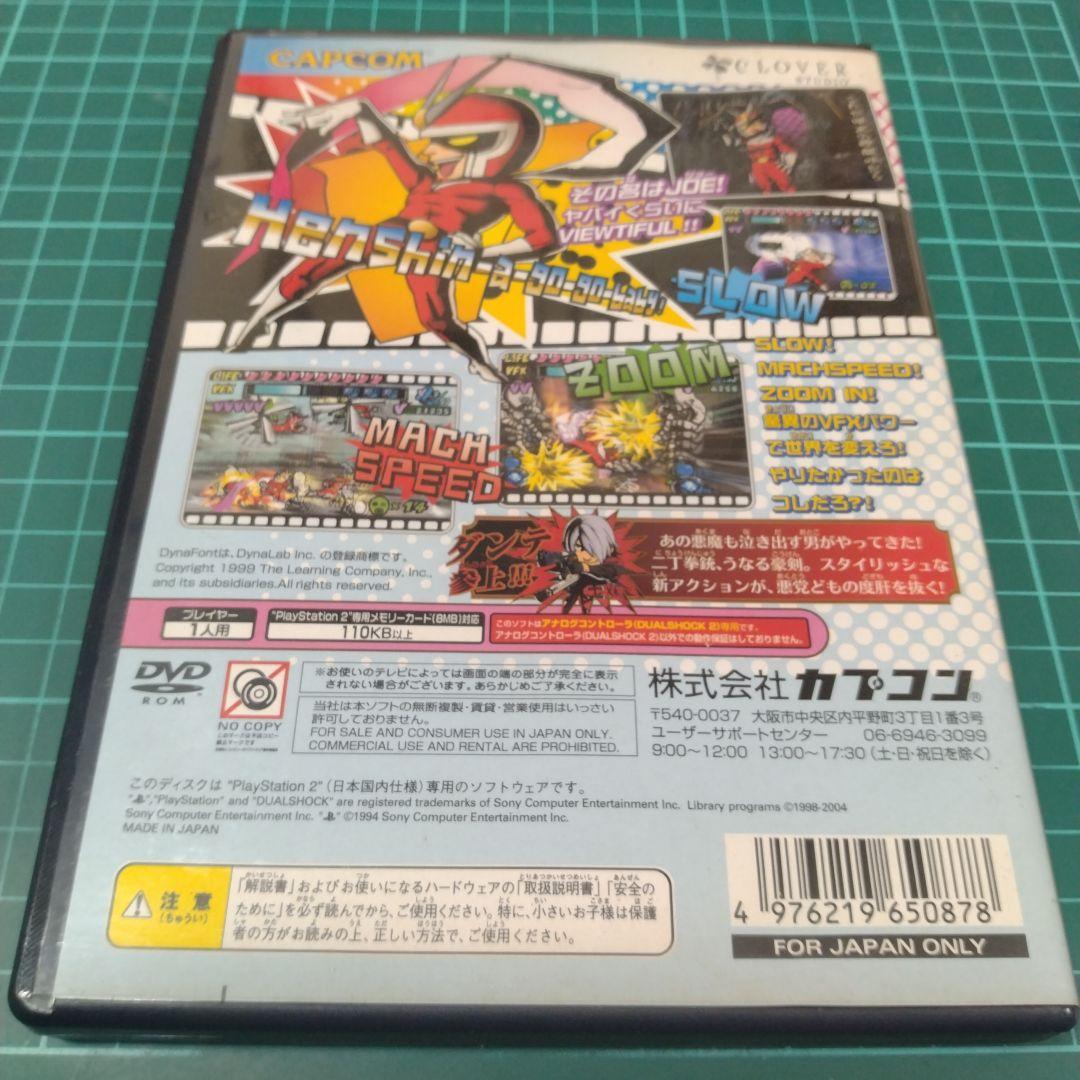 CAPCOM
CLOVER
STUDIO
その名はJOE!
ヤバイぐらいに
VIEWTIFUL !!
Henshin-a-go-go-baby!
SLOW
LIFE
VFX
MACH
SPEED
×14
LIFE
VFX
ZOOM
SLOW!
MACHSPEED!
ZOOM IN!
驚異のVFXパワー
で世界を変えろ!
やりたかったのは
コレだろ?!
ダンテ
参上!!!
あの悪魔も泣き出す男がやってきた!
二丁拳銃、うなる豪剣。スタイリッシュな
新アクションが、悪党どもの度肝を抜く!
DynaFontは、DynaLab Inc. の登録商標です。
Copyright 1999 The Learning Company, Inc.,
and its subsidiaries.All rights reserved.
プレイヤー
1人用
"PlayStation 2"専用メモリーカード(8MB)対応
110KB以上
このソフトはアナログコントローラ(DUALSHOCK 2)専用です。
アナログコントローラ(DUALSHOCK 2)以外での動作保証はしておりません。
DVD
ROM
NO COPY
※お使いのテレビによっては画面の端の部分が完全に表示
されない場合がございます。あらかじめご了承ください。
当社は本ソフトの無断複製・賃貸・営業使用はいっさい
許可しておりません。
FOR SALE AND CONSUMER USE IN JAPAN ONLY.
COMMERCIAL USE AND RENTAL ARE PROHIBITED.
株式会社 カプコン®
〒540-0037 大阪市中央区内平野町3丁目1番3号
ユーザーサポートセンター 06-6946-3099
9:00~12:00 13:00~17:30 (土・日・祝日を除く)
このディスクは "PlayStation 2" (日本国内仕様) 専用のソフトウェアです。
"PlayStation" and "DUALSHOCK" are registered trademarks of Sony Computer Entertainment Inc. Library programs ©1998-2004
Sony Computer Entertainment Inc. ©1994 Sony Computer Entertainment Inc.
MADE IN JAPAN
注意
(ちゅうい)
「解説書」およびお使いになるハードウェアの「取扱説明書」「安全の
ために」を必ず読んでから、ご使用ください。特に、小さいお子様は保護
者の方がお読みの上、正しい方法で、ご使用ください。
4 976219 650878
FOR JAPAN ONLY